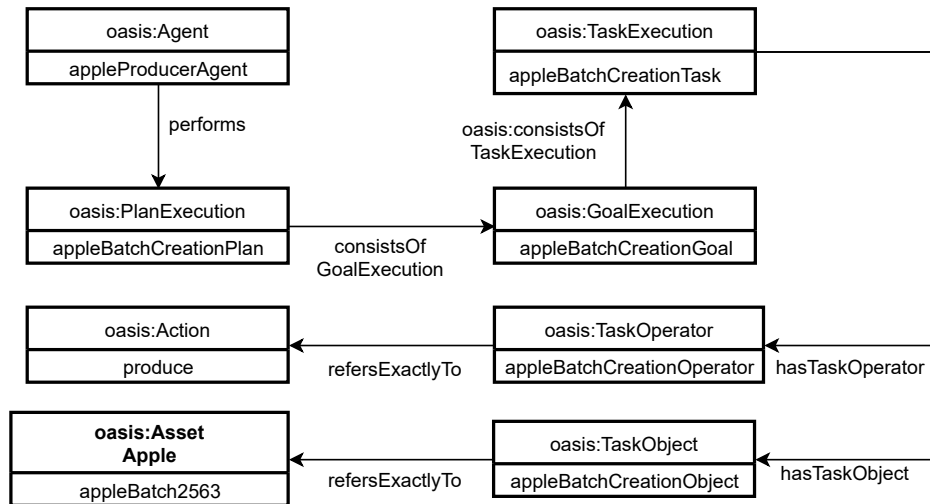 oasis:Agent
appleProducerAgent
oasis:TaskExecution
appleBatchCreationTask
performs
oasis:consistsOf
TaskExecution
oasis:PlanExecution
appleBatchCreationPlan
consistsOf
GoalExecution
oasis:GoalExecution
appleBatchCreationGoal
oasis:Action
produce
refersExactlyTo
oasis:TaskOperator
appleBatchCreationOperator
hasTaskOperator
oasis:Asset
Apple
appleBatch2563
refersExactlyTo
oasis:TaskObject
appleBatchCreationObject
hasTaskObject